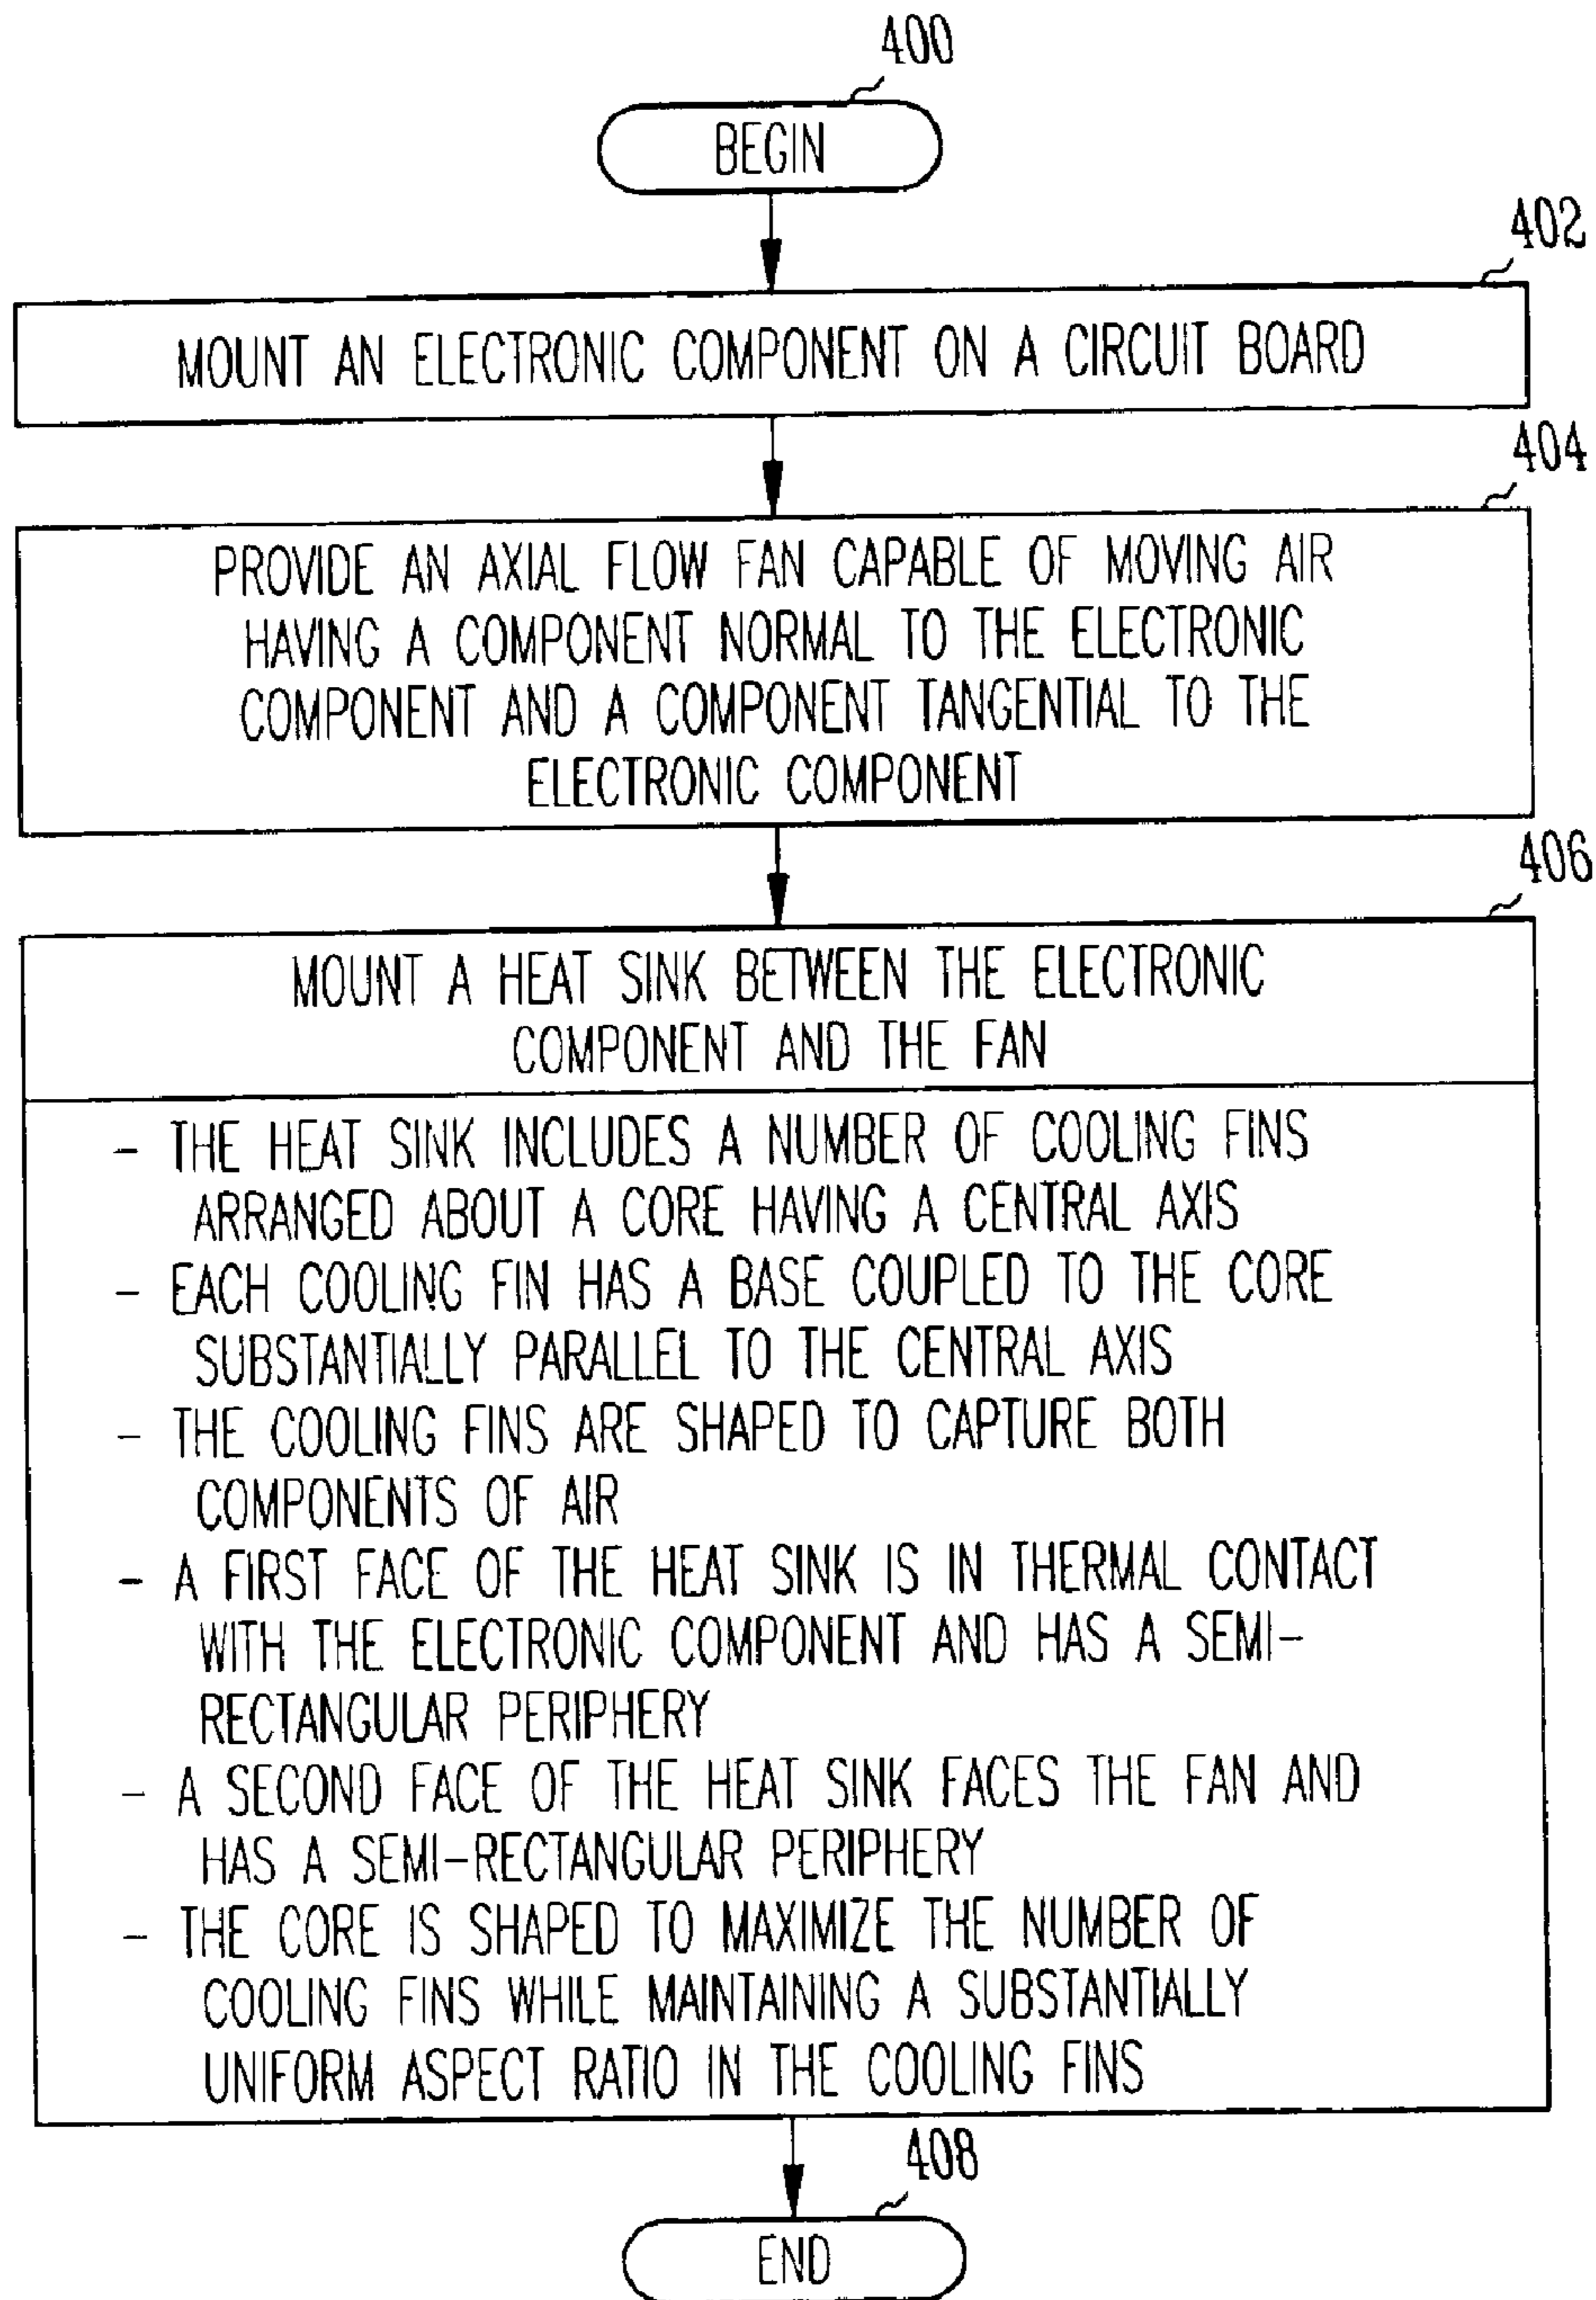 400
BEGIN
402
MOUNT AN ELECTRONIC COMPONENT ON A CIRCUIT BOARD
404
PROVIDE AN AXIAL FLOW FAN CAPABLE OF MOVING AIR
HAVING A COMPONENT NORMAL TO THE ELECTRONIC
COMPONENT AND A COMPONENT TANGENTIAL TO THE
ELECTRONIC COMPONENT
406
MOUNT A HEAT SINK BETWEEN THE ELECTRONIC
COMPONENT AND THE FAN
- THE HEAT SINK INCLUDES A NUMBER OF COOLING FINS
ARRANGED ABOUT A CORE HAVING A CENTRAL AXIS
- EACH COOLING FIN HAS A BASE COUPLED TO THE CORE
SUBSTANTIALLY PARALLEL TO THE CENTRAL AXIS
- THE COOLING FINS ARE SHAPED TO CAPTURE BOTH
COMPONENTS OF AIR
- A FIRST FACE OF THE HEAT SINK IS IN THERMAL CONTACT
WITH THE ELECTRONIC COMPONENT AND HAS A SEMI-
RECTANGULAR PERIPHERY
- A SECOND FACE OF THE HEAT SINK FACES THE FAN AND
HAS A SEMI-RECTANGULAR PERIPHERY
- THE CORE IS SHAPED TO MAXIMIZE THE NUMBER OF
COOLING FINS WHILE MAINTAINING A SUBSTANTIALLY
UNIFORM ASPECT RATIO IN THE COOLING FINS
408
END